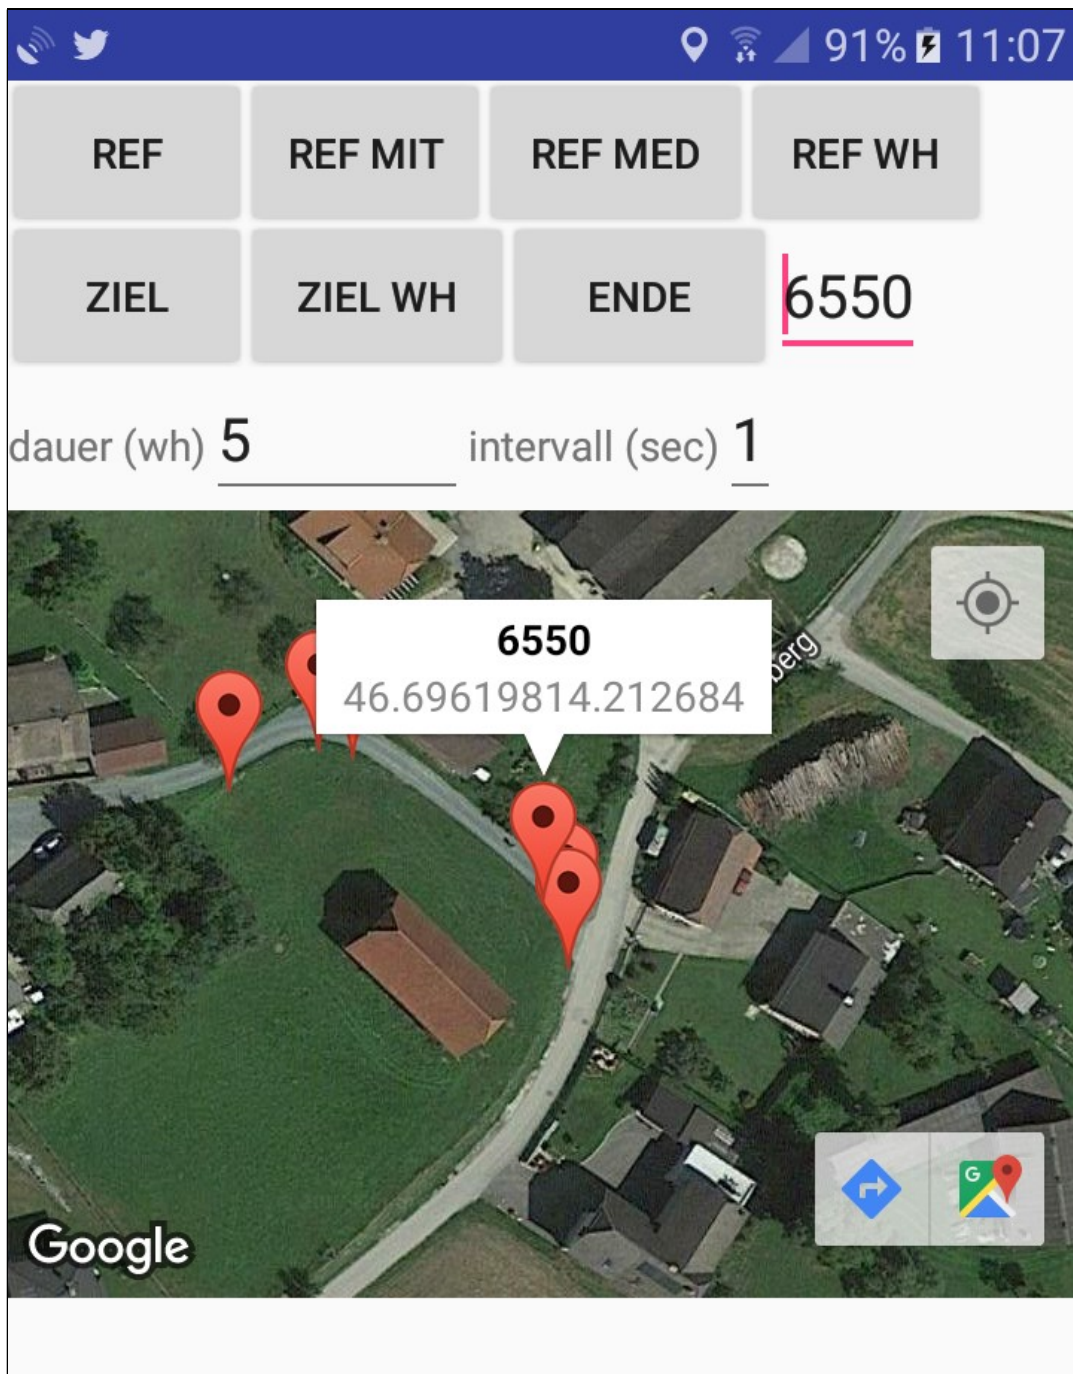 91% 11:07
REF REF MIT REF MED REF WH
ZIEL ZIEL WH ENDE 6550
dauer (wh) 5 intervall (sec) 1
6550
46.69619814.212684
berg
G
Google